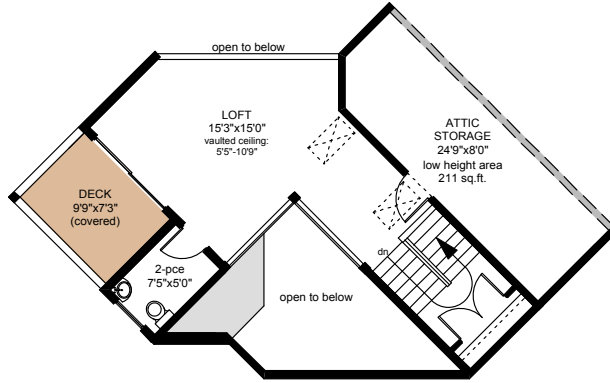 open to below
LOFT
15'3"x15'0"
vaulted ceiling:
5'5"-10'9"
ATTIC
STORAGE
24'9"x8'0"
low height area
211 sq.ft.
DECK
9'9"x7'3"
(covered)
dn
2-pce
7'5"x5'0"
open to below